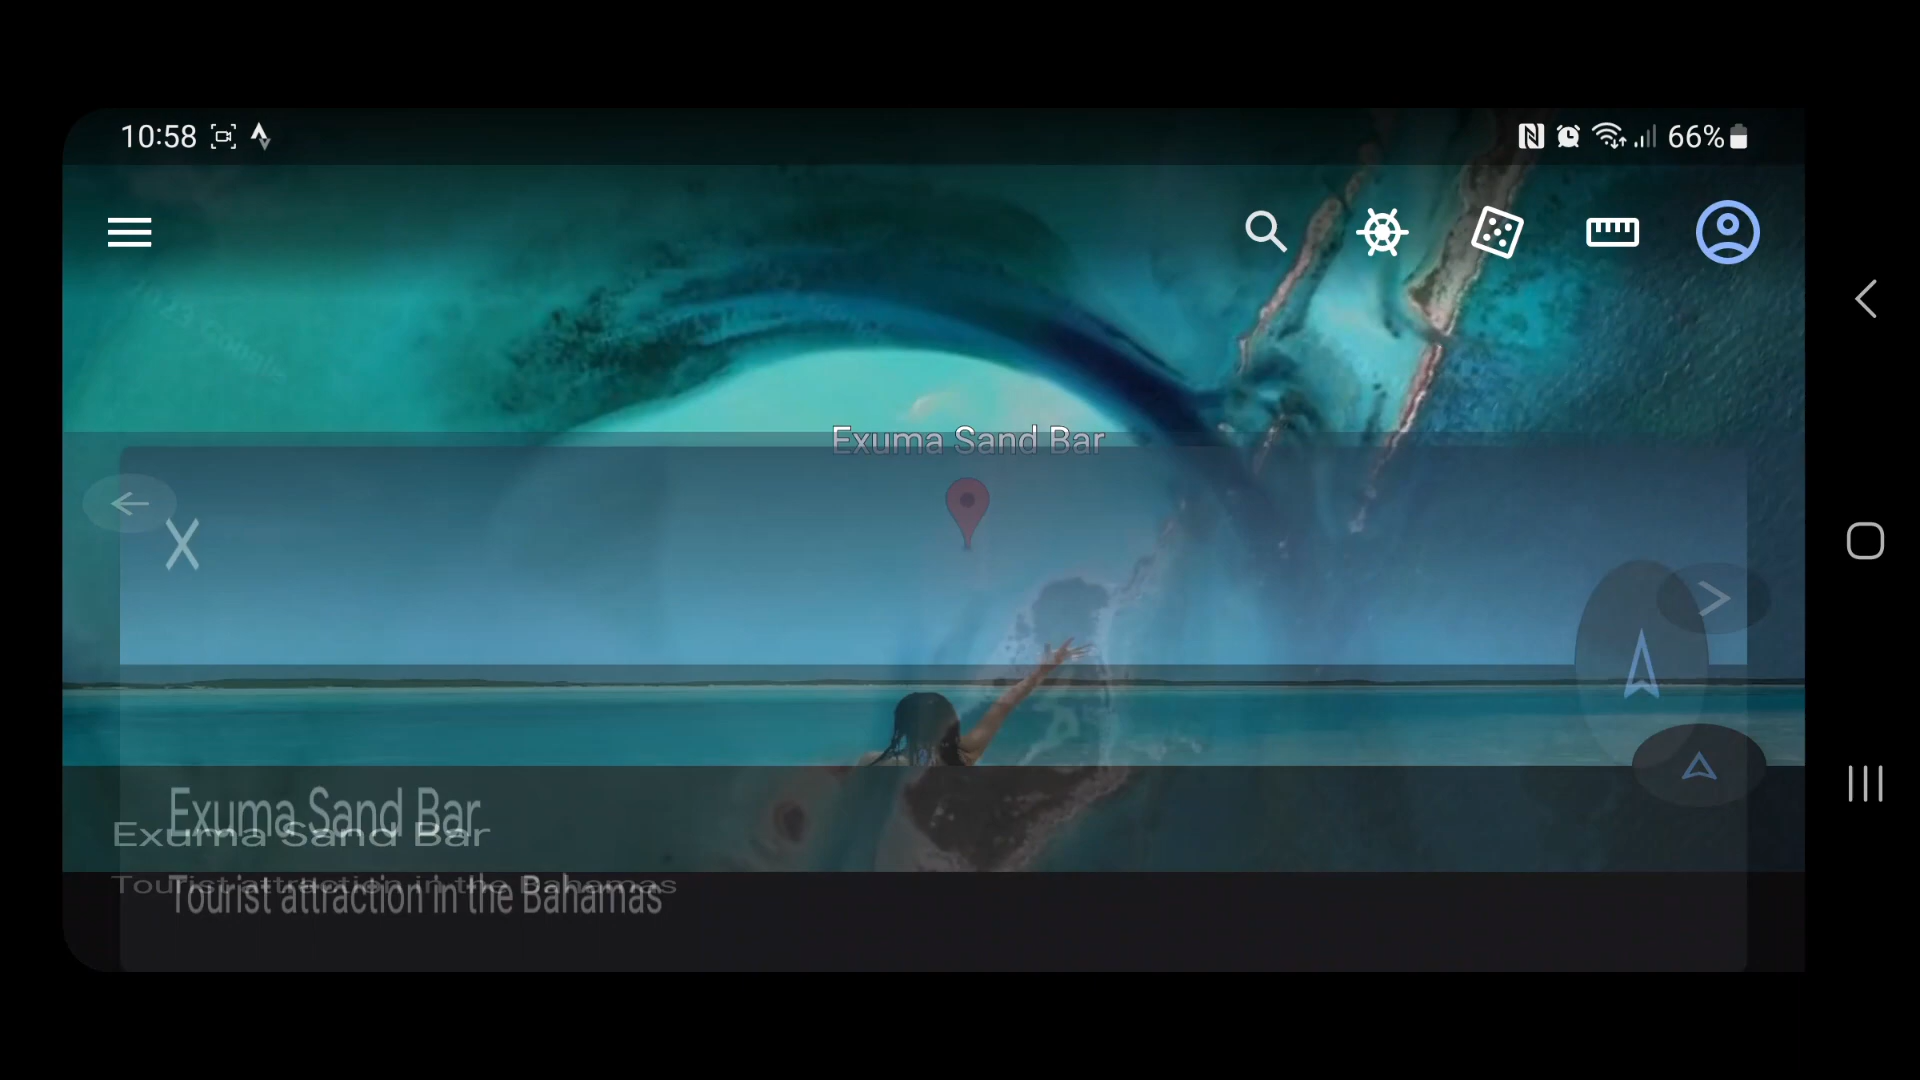 10:58
66%
Exuma Sand Bar
Exuma Sand Bar
Exuma Sand Bar
Tourist attraction in the Bahamas
Tourist attraction in the Bahamas